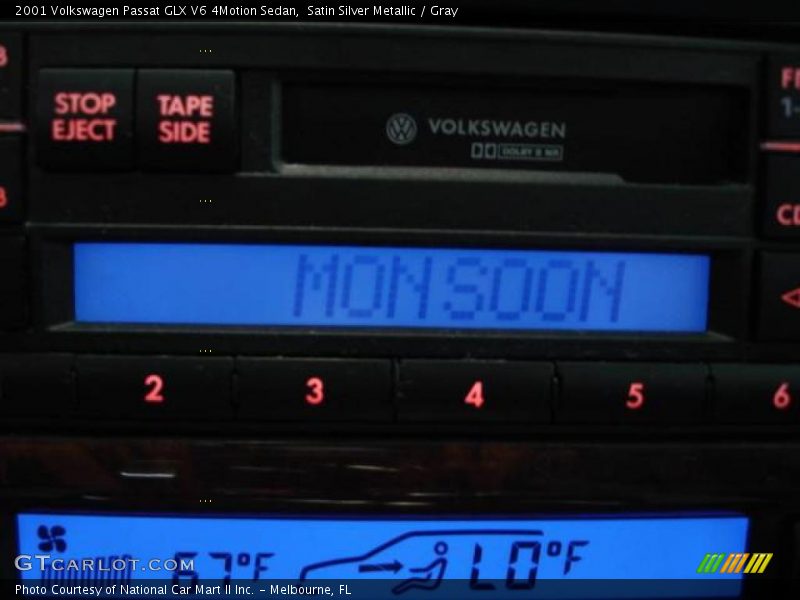 2001 Volkswagen Passat GLX V6 4Motion Sedan,  Satin Silver Metallic / Gray
STOP
EJECT
TAPE
SIDE
VOLKSWAGEN
DOLBY B NR
1-
CD
MONSOON
2
3
4
5
6
67°F
LO°F
GTCARLOT.COM
Photo Courtesy of National Car Mart II Inc. - Melbourne, FL